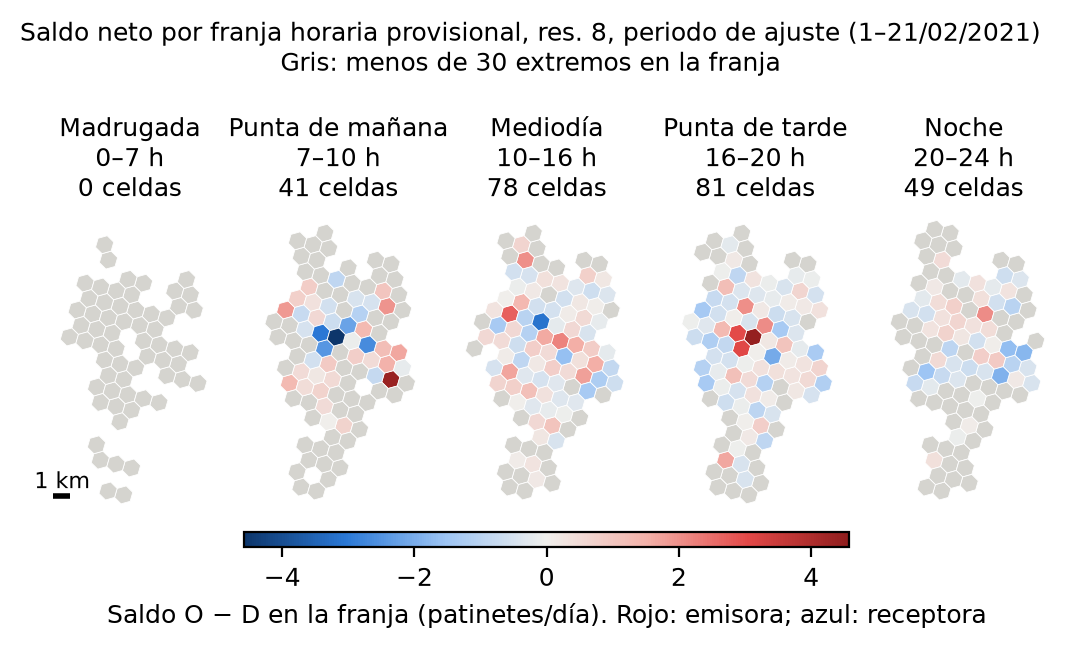 Saldo neto por franja horaria provisional, res. 8, periodo de ajuste (1–21/02/2021)
Gris: menos de 30 extremos en la franja
Madrugada
0–7 h
0 celdas
Punta de mañana
7–10 h
41 celdas
Mediodía
10–16 h
78 celdas
Punta de tarde
16–20 h
81 celdas
Noche
20–24 h
49 celdas
1 km
−4 −2 0 2 4
Saldo O − D en la franja (patinetes/día). Rojo: emisora; azul: receptora